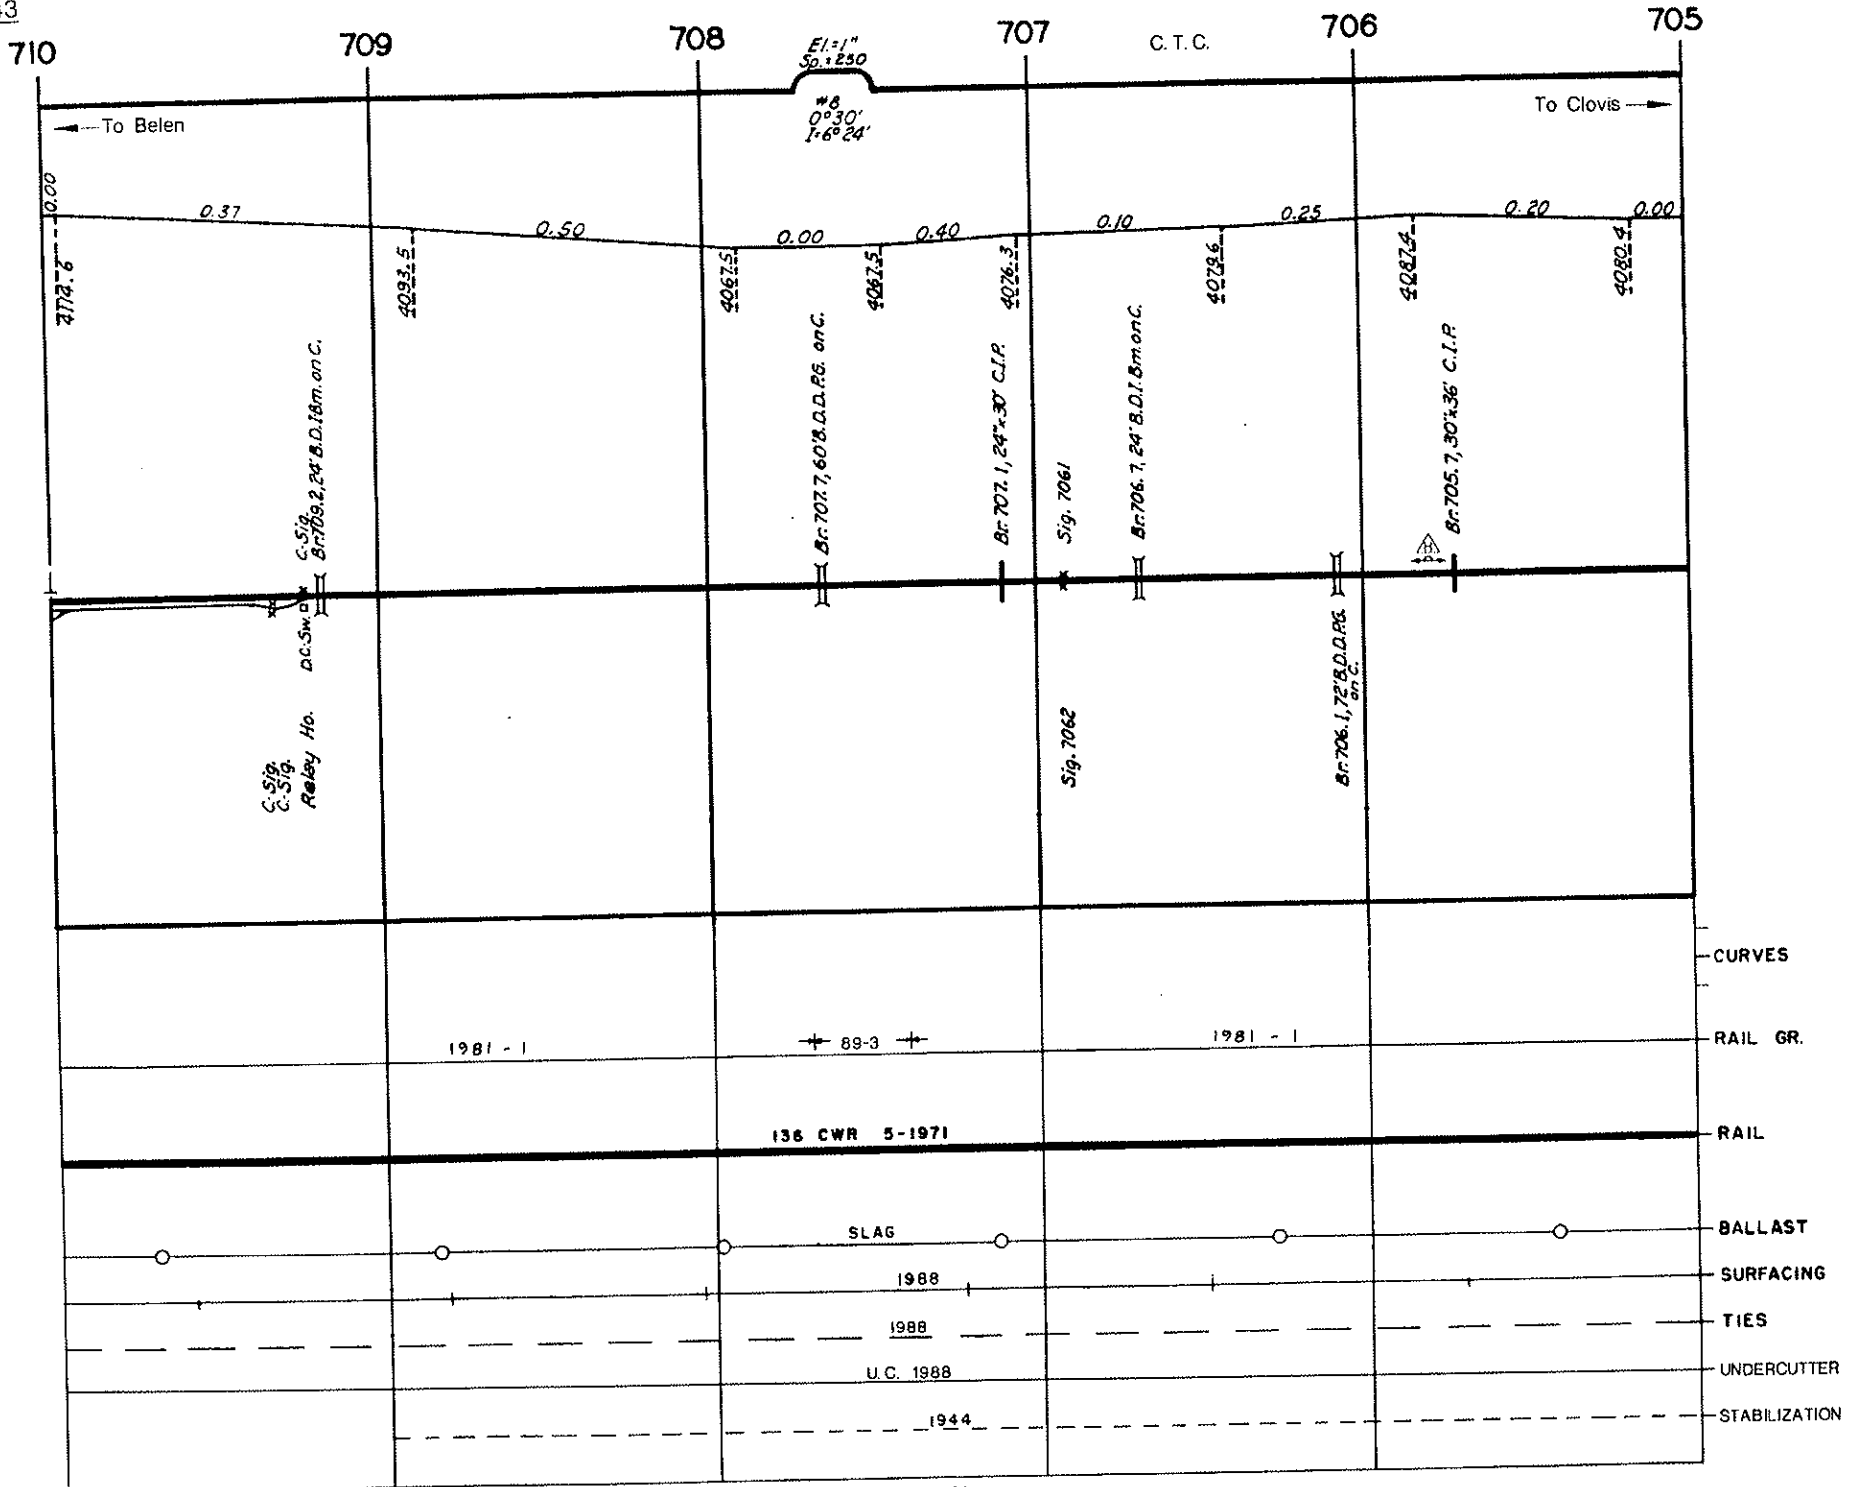 710
709
708
707
706
705
El.=1"
Sp.=250
C. T. C.
#8
0°30'
I=6°24'
To Belen
To Clovis
0.00
0.37
0.50
0.00
0.40
0.10
0.25
0.20
0.00
4093.5
4067.5
4067.5
4076.3
4079.6
4087.4
4080.4
C. Sig.
Br. 709.2, 24' B.D.I.Bm. on C.
Br. 707.7, 60' B.D.D.P.G. on C.
Br. 707.1, 24"x30' C.I.P.
Sig. 7061
Br. 706.7, 24' B.D.I.Bm. on C.
H
Br. 705.7, 30"x36' C.I.P.
D.C. Sw.
C. Sig.
C. Sig.
Relay Ho.
Sig. 7062
Br. 706.1, 72' B.D.D.P.G.
on C.
CURVES
1981 - 1
89-3
1981 - 1
RAIL GR.
136 CWR 5-1971
RAIL
SLAG
BALLAST
1988
SURFACING
1988
TIES
U.C. 1988
UNDERCUTTER
1944
STABILIZATION